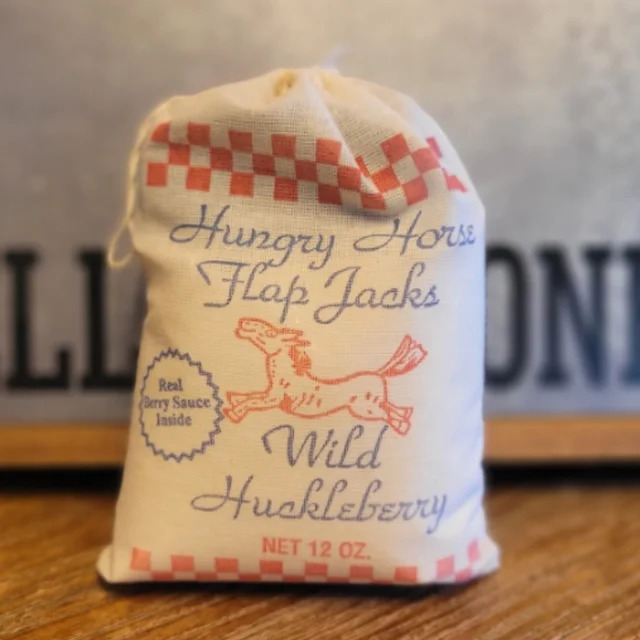 Hungry Horse
Flap Jacks
Real
Berry Sauce
Inside
Wild
Huckleberry
NET 12 OZ.